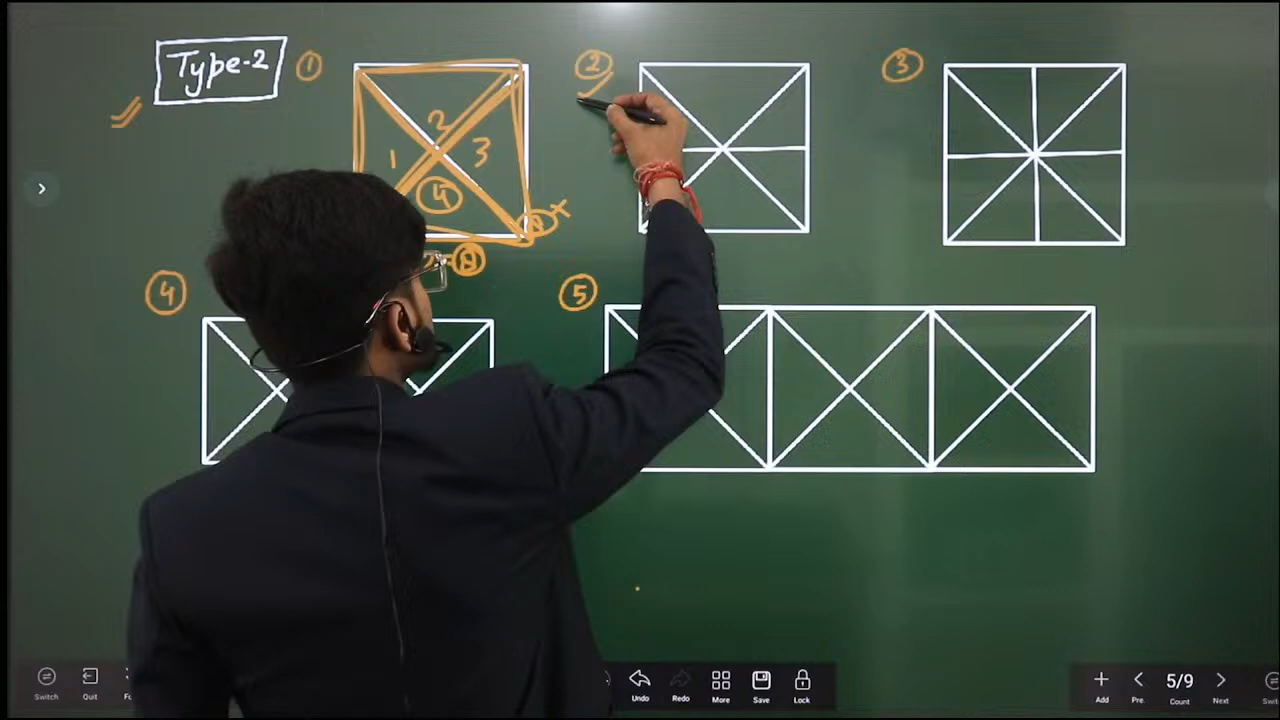 Type-2
①
②
③
2
1
3
④
④
⑤
Switch
Quit
Undo
Redo
More
Save
Lock
Add
Pre
5/9
Count
Next